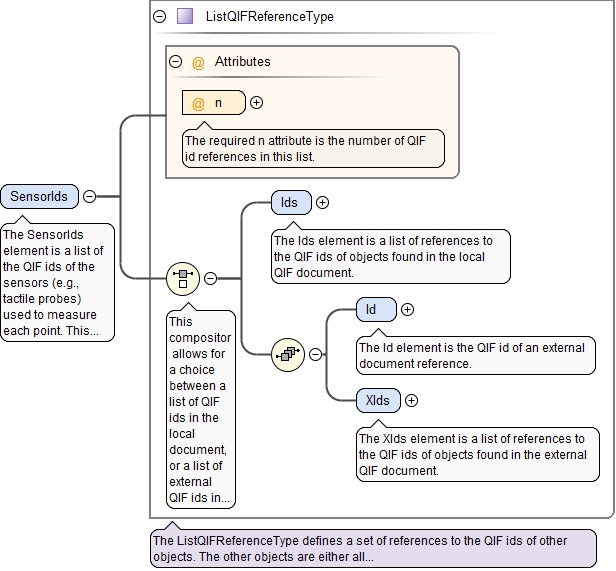 ListQIFReferenceType
@ Attributes
@ n
The required n attribute is the number of QIF
id references in this list.
SensorIds
The SensorIds
element is a list of
the QIF ids of the
sensors (e.g.,
tactile probes)
used to measure
each point. This...
Ids
The Ids element is a list of references to
the QIF ids of objects found in the local
QIF document.
This
compositor
allows for
a choice
between a
list of QIF
ids in the
local
document,
or a list of
external
QIF ids in...
Id
The Id element is the QIF id of an external
document reference.
XIds
The XIds element is a list of references to
the QIF ids of objects found in the external
QIF document.
The ListQIFReferenceType defines a set of references to the QIF ids of other
objects. The other objects are either all...